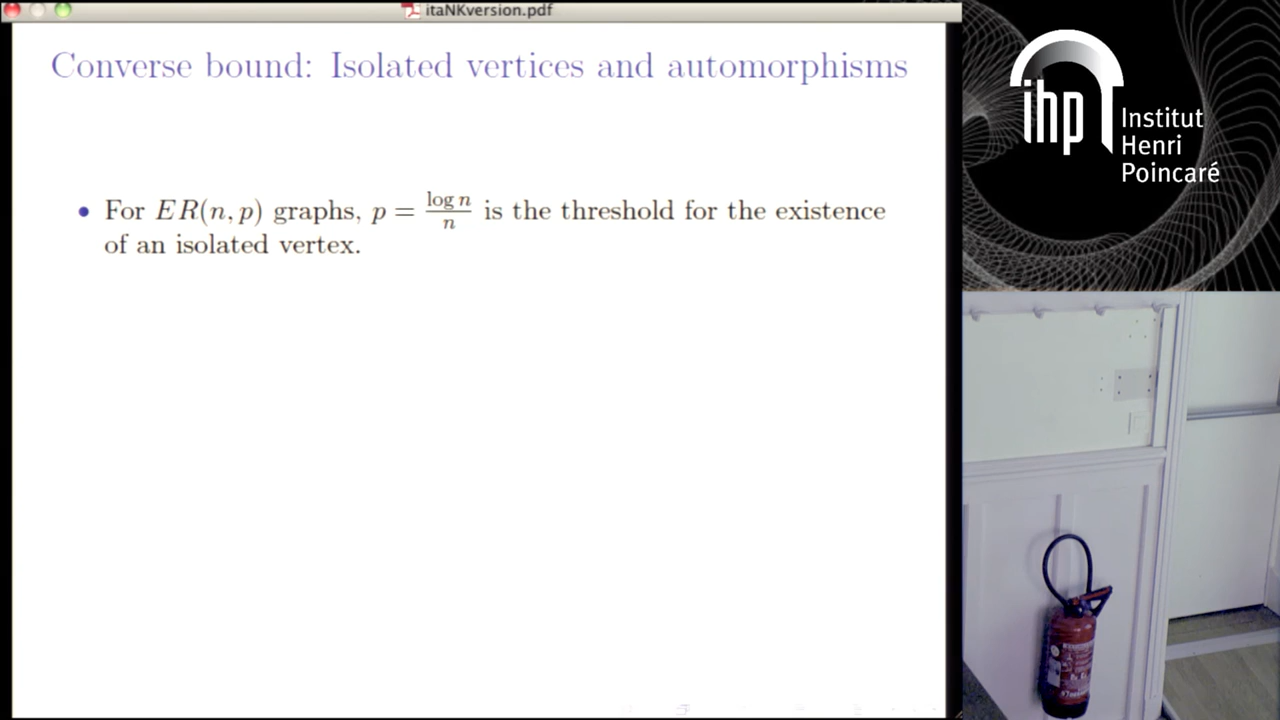 itaNKversion.pdf
Converse bound: Isolated vertices and automorphisms
• For ER(n, p) graphs, p = log n / n is the threshold for the existence
of an isolated vertex.
ihp
Institut
Henri
Poincaré